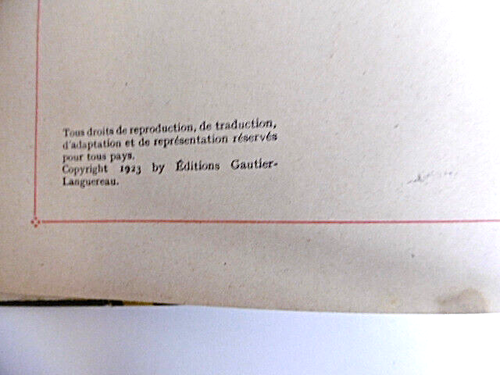 Tous droits de reproduction, de traduction,
d'adaptation et de représentation réservés
pour tous pays.
Copyright 1923 by Éditions Gautier-
Languereau.